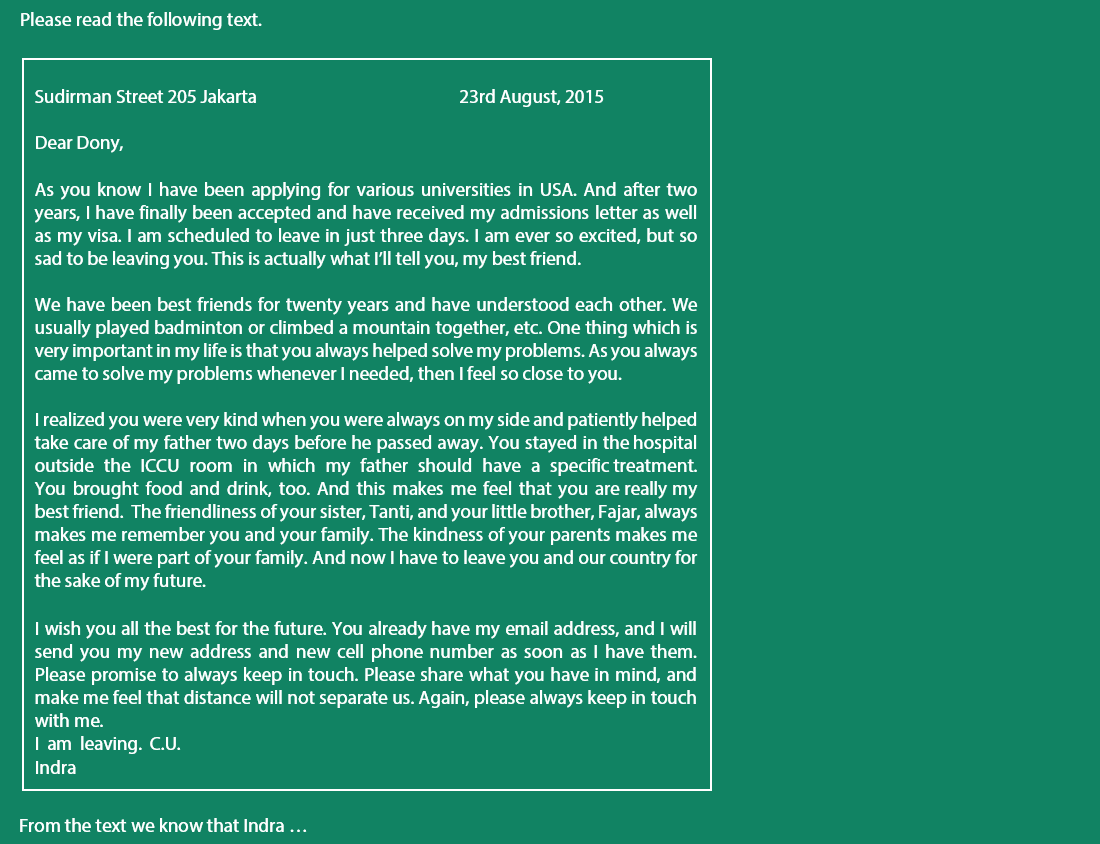 Please read the following text.
Sudirman Street 205 Jakarta 23rd August, 2015
Dear Dony,
As you know I have been applying for various universities in USA. And after two
years, I have finally been accepted and have received my admissions letter as well
as my visa. I am scheduled to leave in just three days. I am ever so excited, but so
sad to be leaving you. This is actually what I’ll tell you, my best friend.
We have been best friends for twenty years and have understood each other. We
usually played badminton or climbed a mountain together, etc. One thing which is
very important in my life is that you always helped solve my problems. As you always
came to solve my problems whenever I needed, then I feel so close to you.
I realized you were very kind when you were always on my side and patiently helped
take care of my father two days before he passed away. You stayed in the hospital
outside the ICCU room in which my father should have a specific treatment.
You brought food and drink, too. And this makes me feel that you are really my
best friend. The friendliness of your sister, Tanti, and your little brother, Fajar, always
makes me remember you and your family. The kindness of your parents makes me
feel as if I were part of your family. And now I have to leave you and our country for
the sake of my future.
I wish you all the best for the future. You already have my email address, and I will
send you my new address and new cell phone number as soon as I have them.
Please promise to always keep in touch. Please share what you have in mind, and
make me feel that distance will not separate us. Again, please always keep in touch
with me.
I am leaving. C.U.
Indra
From the text we know that Indra …